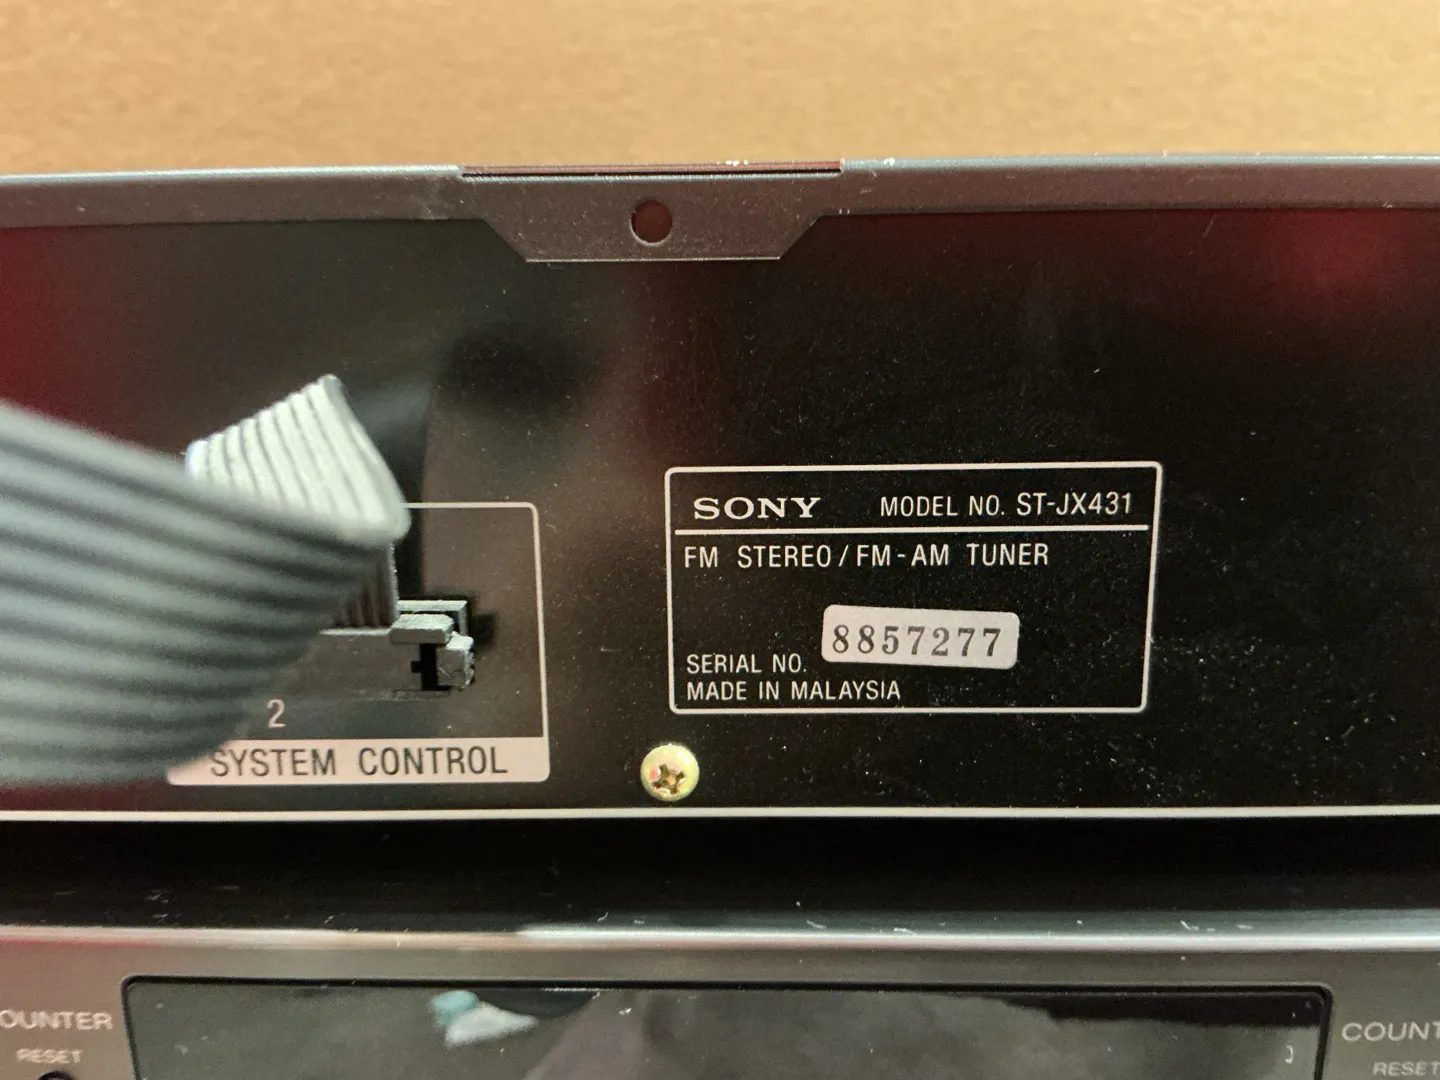 SONY MODEL NO. ST-JX431
FM STEREO / FM-AM TUNER
8857277
SERIAL NO.
MADE IN MALAYSIA
2
SYSTEM CONTROL
COUNTER
RESET
COUNT
RESET